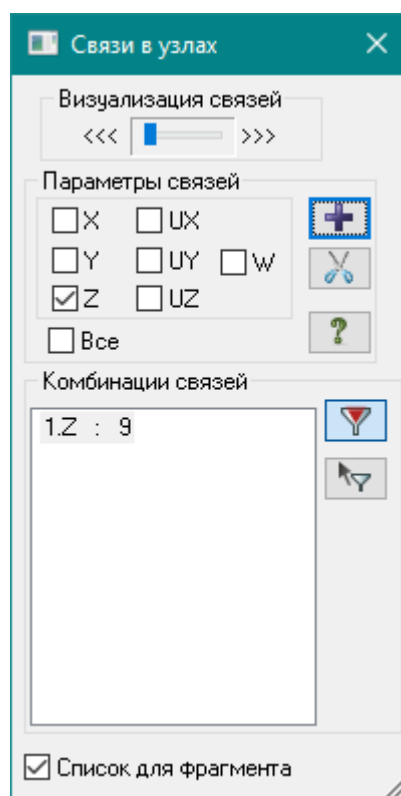 Связи в узлах
Визуализация связей
<<< >>>
Параметры связей
X UX
Y UY W
Z UZ
Все
Комбинации связей
1.Z : 9
Список для фрагмента